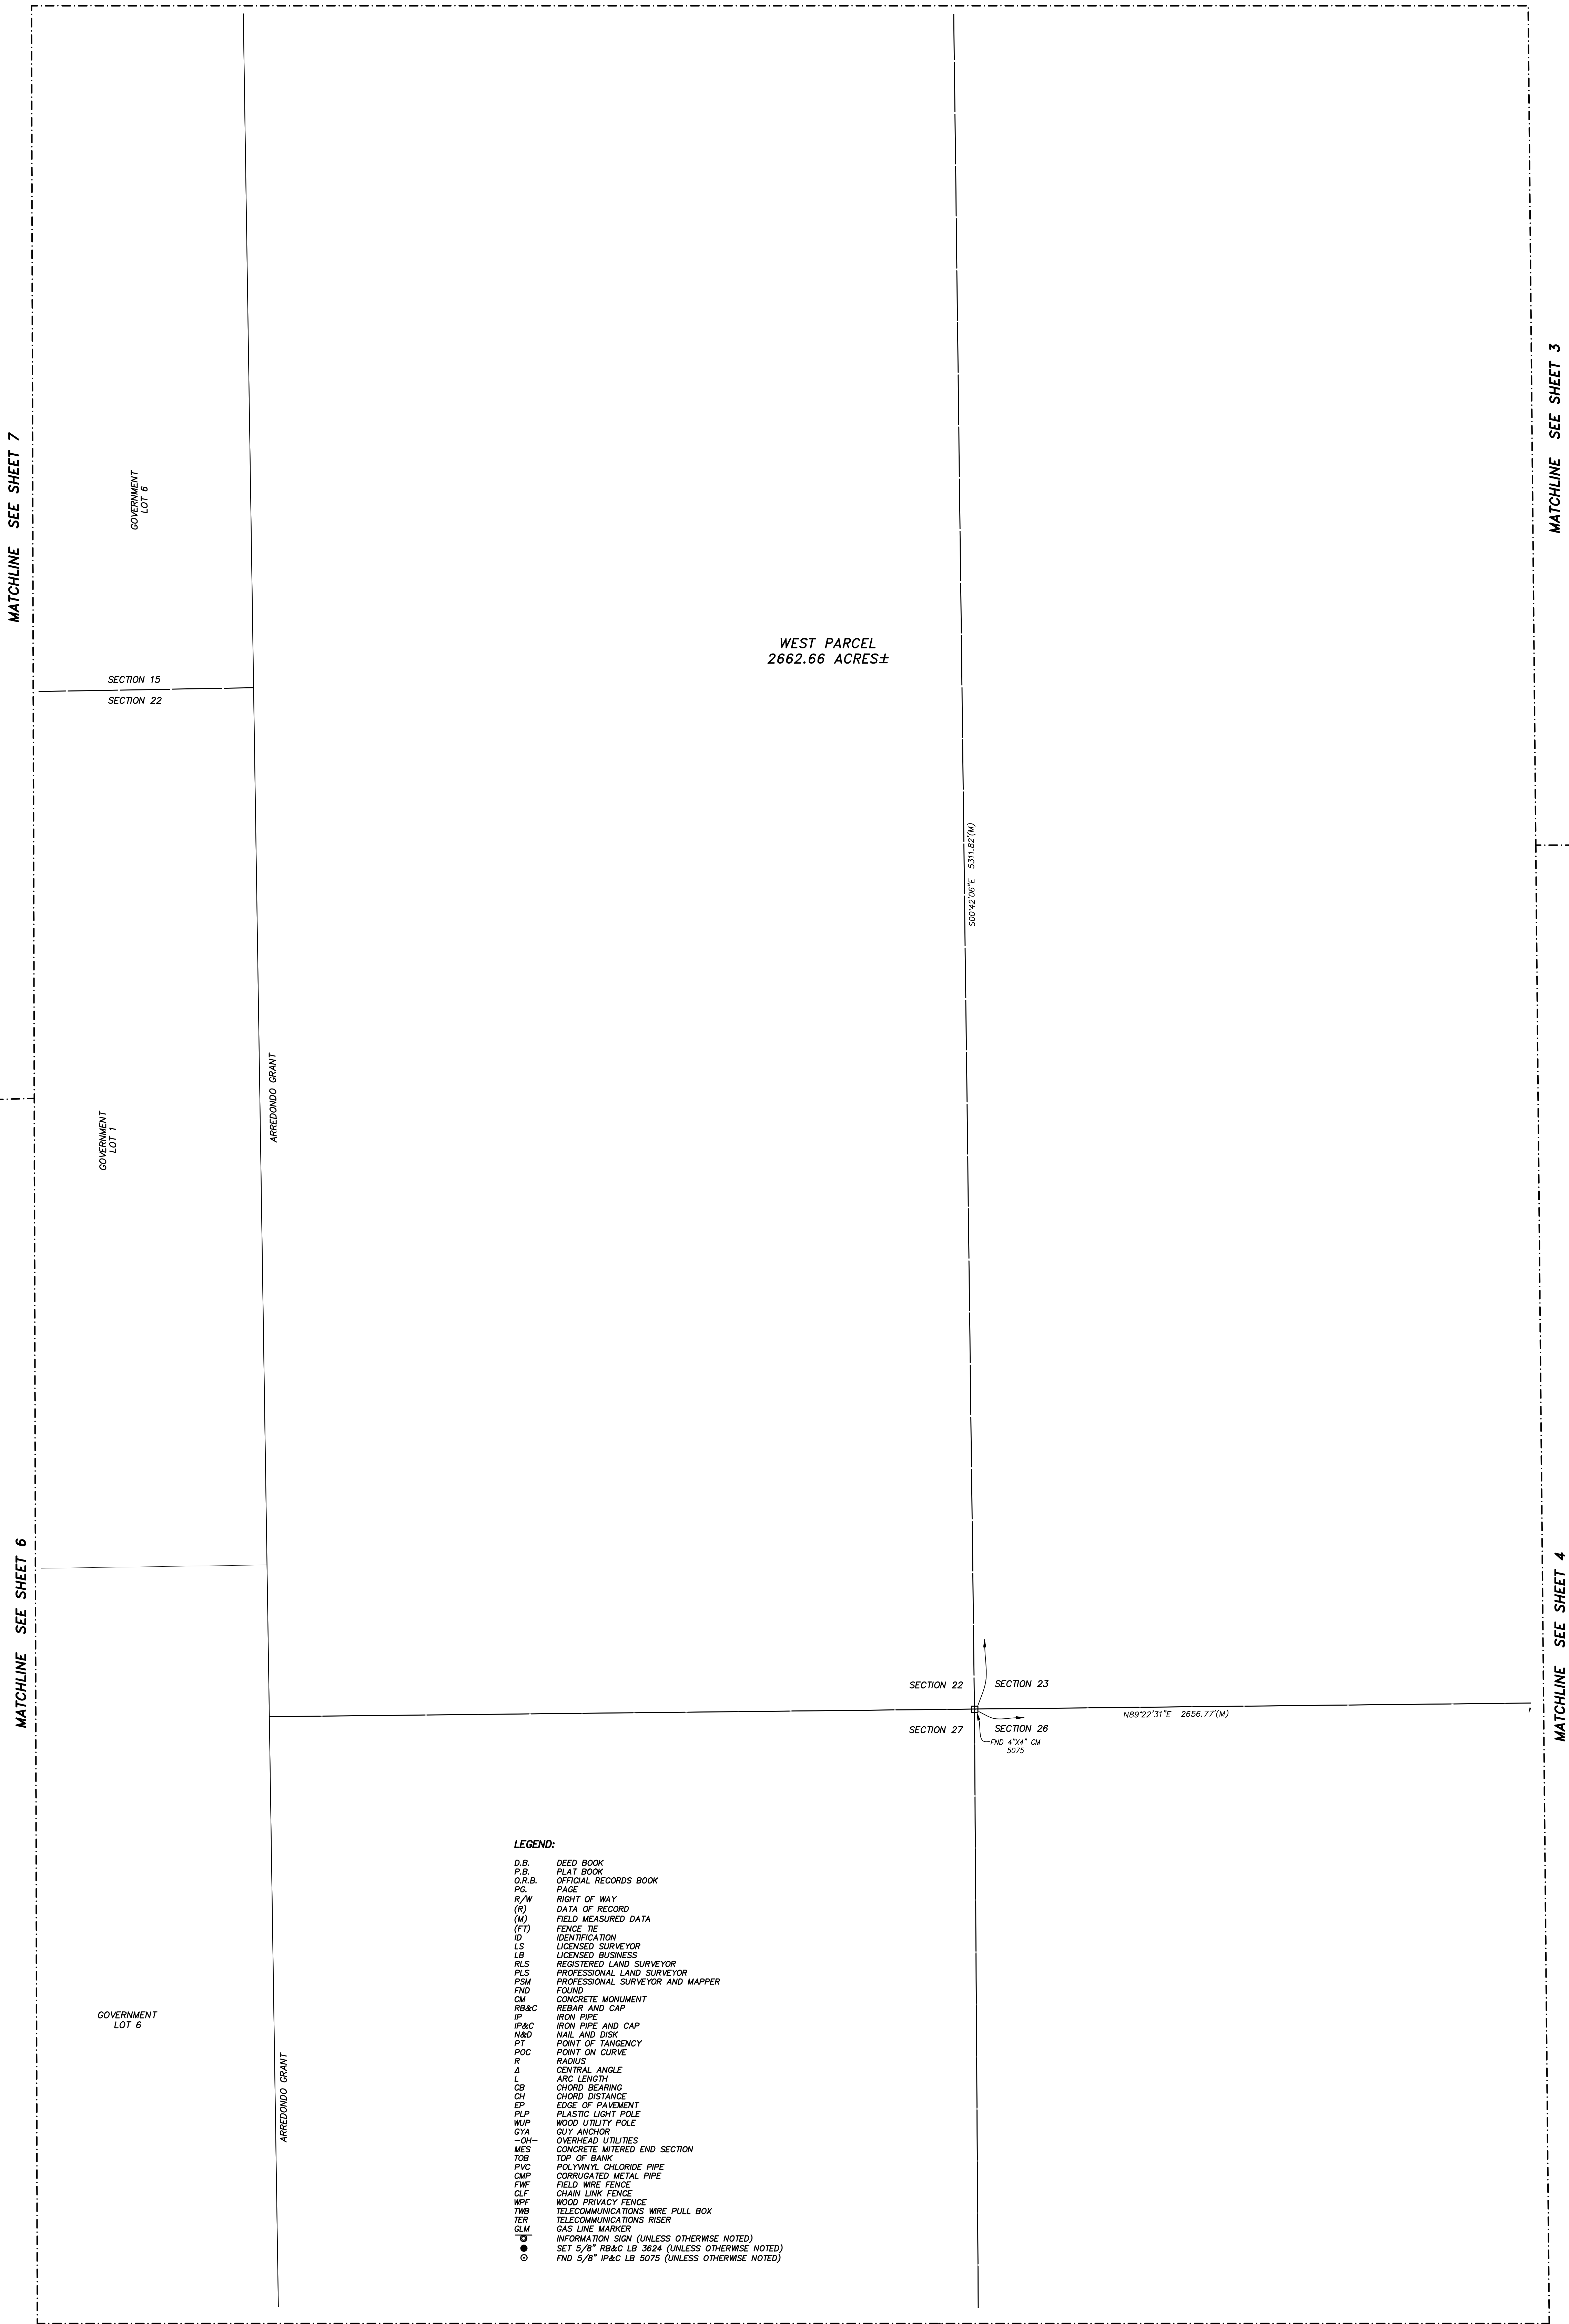 MATCHLINE SEE SHEET 7
MATCHLINE SEE SHEET 3
GOVERNMENT
LOT 6
WEST PARCEL
2662.66 ACRES±
SECTION 15
SECTION 22
S00°42'06"E 5311.82'(M)
ARREDONDO GRANT
GOVERNMENT
LOT 1
MATCHLINE SEE SHEET 6
MATCHLINE SEE SHEET 4
SECTION 22
SECTION 23
N89°22'31"E 2656.77'(M)
SECTION 27
SECTION 26
FND 4"X4" CM
5075
LEGEND:
D.B. DEED BOOK
P.B. PLAT BOOK
O.R.B. OFFICIAL RECORDS BOOK
PG. PAGE
R/W RIGHT OF WAY
(R) DATA OF RECORD
(M) FIELD MEASURED DATA
(FT) FENCE TIE
ID IDENTIFICATION
LS LICENSED SURVEYOR
LB LICENSED BUSINESS
RLS REGISTERED LAND SURVEYOR
PLS PROFESSIONAL LAND SURVEYOR
PSM PROFESSIONAL SURVEYOR AND MAPPER
FND FOUND
CM CONCRETE MONUMENT
RB&C REBAR AND CAP
IP IRON PIPE
IP&C IRON PIPE AND CAP
N&D NAIL AND DISK
PT POINT OF TANGENCY
POC POINT ON CURVE
R RADIUS
Δ CENTRAL ANGLE
L ARC LENGTH
CB CHORD BEARING
CH CHORD DISTANCE
EP EDGE OF PAVEMENT
PLP PLASTIC LIGHT POLE
WUP WOOD UTILITY POLE
GYA GUY ANCHOR
-OH- OVERHEAD UTILITIES
MES CONCRETE MITERED END SECTION
TOB TOP OF BANK
PVC POLYVINYL CHLORIDE PIPE
CMP CORRUGATED METAL PIPE
FWF FIELD WIRE FENCE
CLF CHAIN LINK FENCE
WPF WOOD PRIVACY FENCE
TWB TELECOMMUNICATIONS WIRE PULL BOX
TER TELECOMMUNICATIONS RISER
GLM GAS LINE MARKER
INFORMATION SIGN (UNLESS OTHERWISE NOTED)
SET 5/8" RB&C LB 3624 (UNLESS OTHERWISE NOTED)
FND 5/8" IP&C LB 5075 (UNLESS OTHERWISE NOTED)
GOVERNMENT
LOT 6
ARREDONDO GRANT